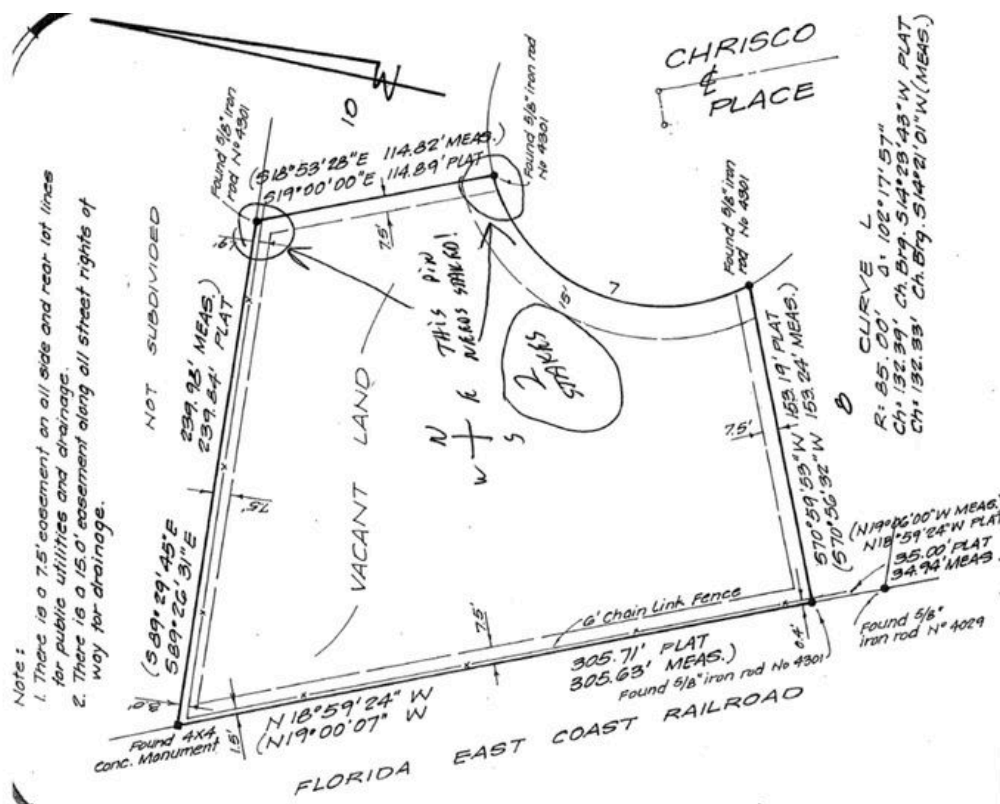 CHRISCO
℄
PLACE
N
10
Found 5/8" iron
rod Nº 4301
(S18°53'28"E 114.82' MEAS.)
S19°00'00"E 114.89' PLAT
Found 5/8" iron
rod Nº 4301
7.5'
Found 5/8" iron
rod Nº 4301
NOT SUBDIVIDED
239.98' MEAS.)
239.84' PLAT
(S89°29'45"E
S89°26'31"E
7.5'
THIS PIN
NEEDS STAKED!
2
STAKES
N
W
E
S
15'
7
VACANT LAND
7.5'
S70°59'53"W 153.19' PLAT
(S70°56'32"W 153.24' MEAS.)
8
CURVE L
R: 85.00' Δ: 102°17'57"
Ch: 132.39' Ch. Brg. S14°23'43"W PLAT
Ch: 132.33' Ch. Brg. S14°21'01"W (MEAS.)
(N19°06'00"W MEAS.)
N18°59'24"W PLAT
35.00' PLAT
34.94' MEAS.
Found 5/8"
iron rod Nº 4029
6' Chain Link Fence
7.5'
0.4'
305.71' PLAT
305.63' MEAS.)
Found 5/8" iron rod No 4301
N18°59'24" W
(N19°00'07" W
1.5'
Found 4x4
Conc. Monument
FLORIDA EAST COAST RAILROAD
Note:
1. There is a 7.5' easement on all side and rear lot lines
for public utilities and drainage.
2. There is a 15.0' easement along all street rights of
way for drainage.